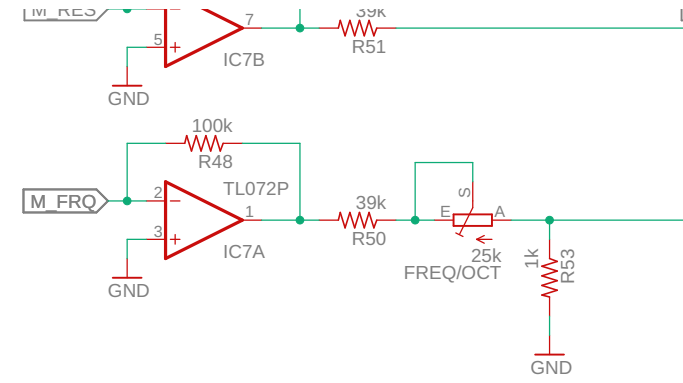 M_RES
7
39k
5
R51
IC7B
GND
100k
R48
M_FRQ
2
TL072P
1
39k
S
E
A
3
IC7A
R50
25k
FREQ/OCT
1k
R53
GND
GND